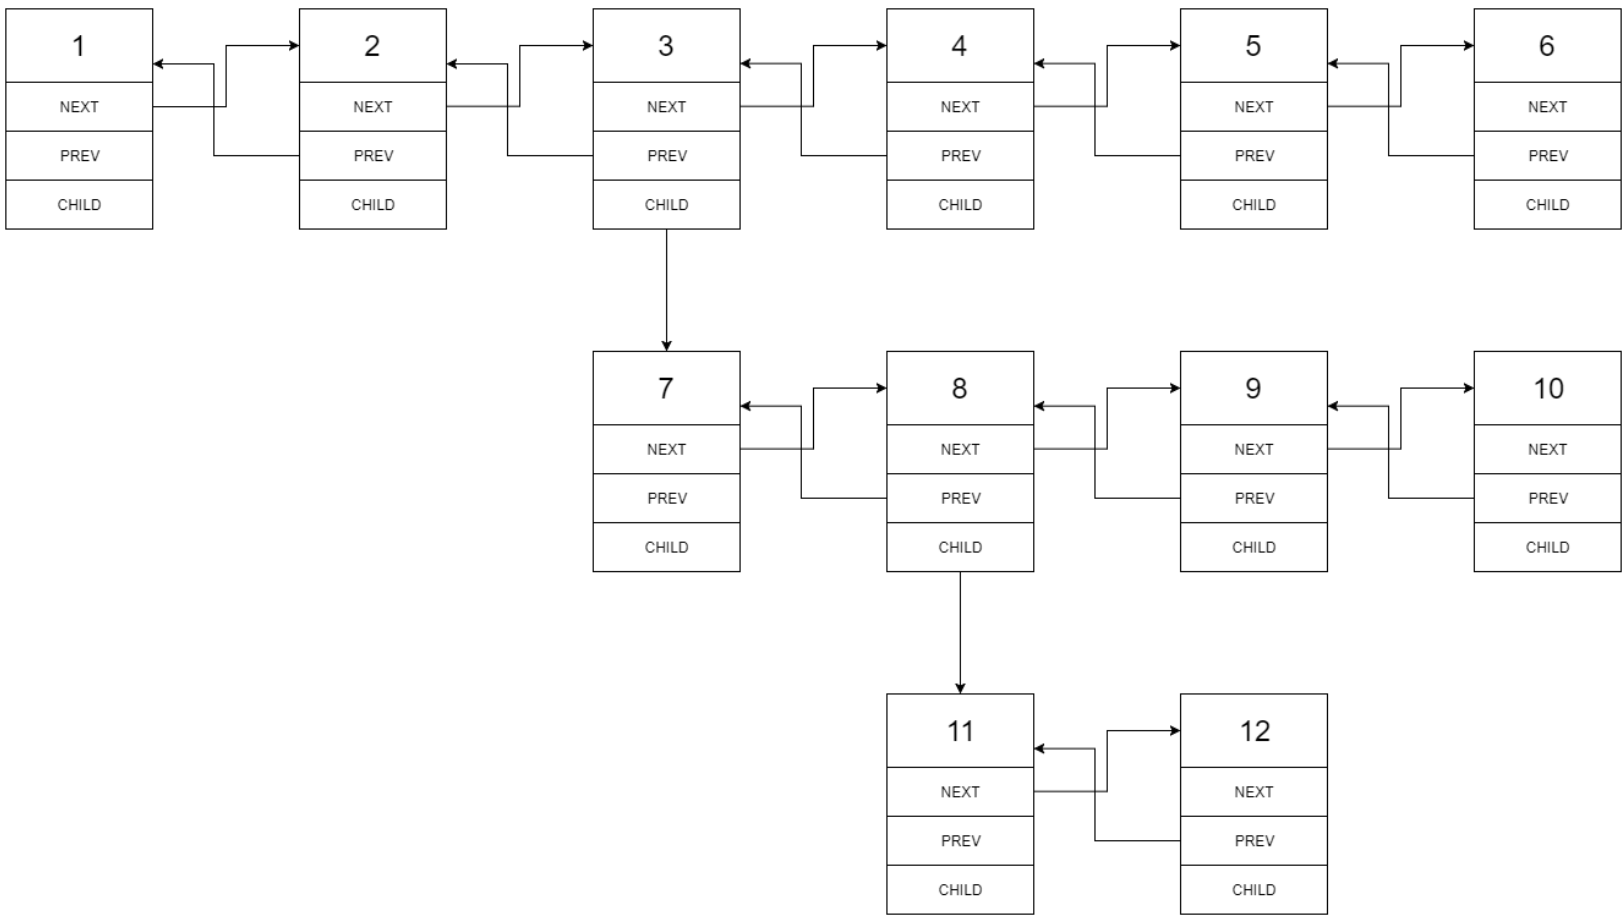 1 2 3 4 5 6
NEXT NEXT NEXT NEXT NEXT NEXT
PREV PREV PREV PREV PREV PREV
CHILD CHILD CHILD CHILD CHILD CHILD
7 8 9 10
NEXT NEXT NEXT NEXT
PREV PREV PREV PREV
CHILD CHILD CHILD CHILD
11 12
NEXT NEXT
PREV PREV
CHILD CHILD